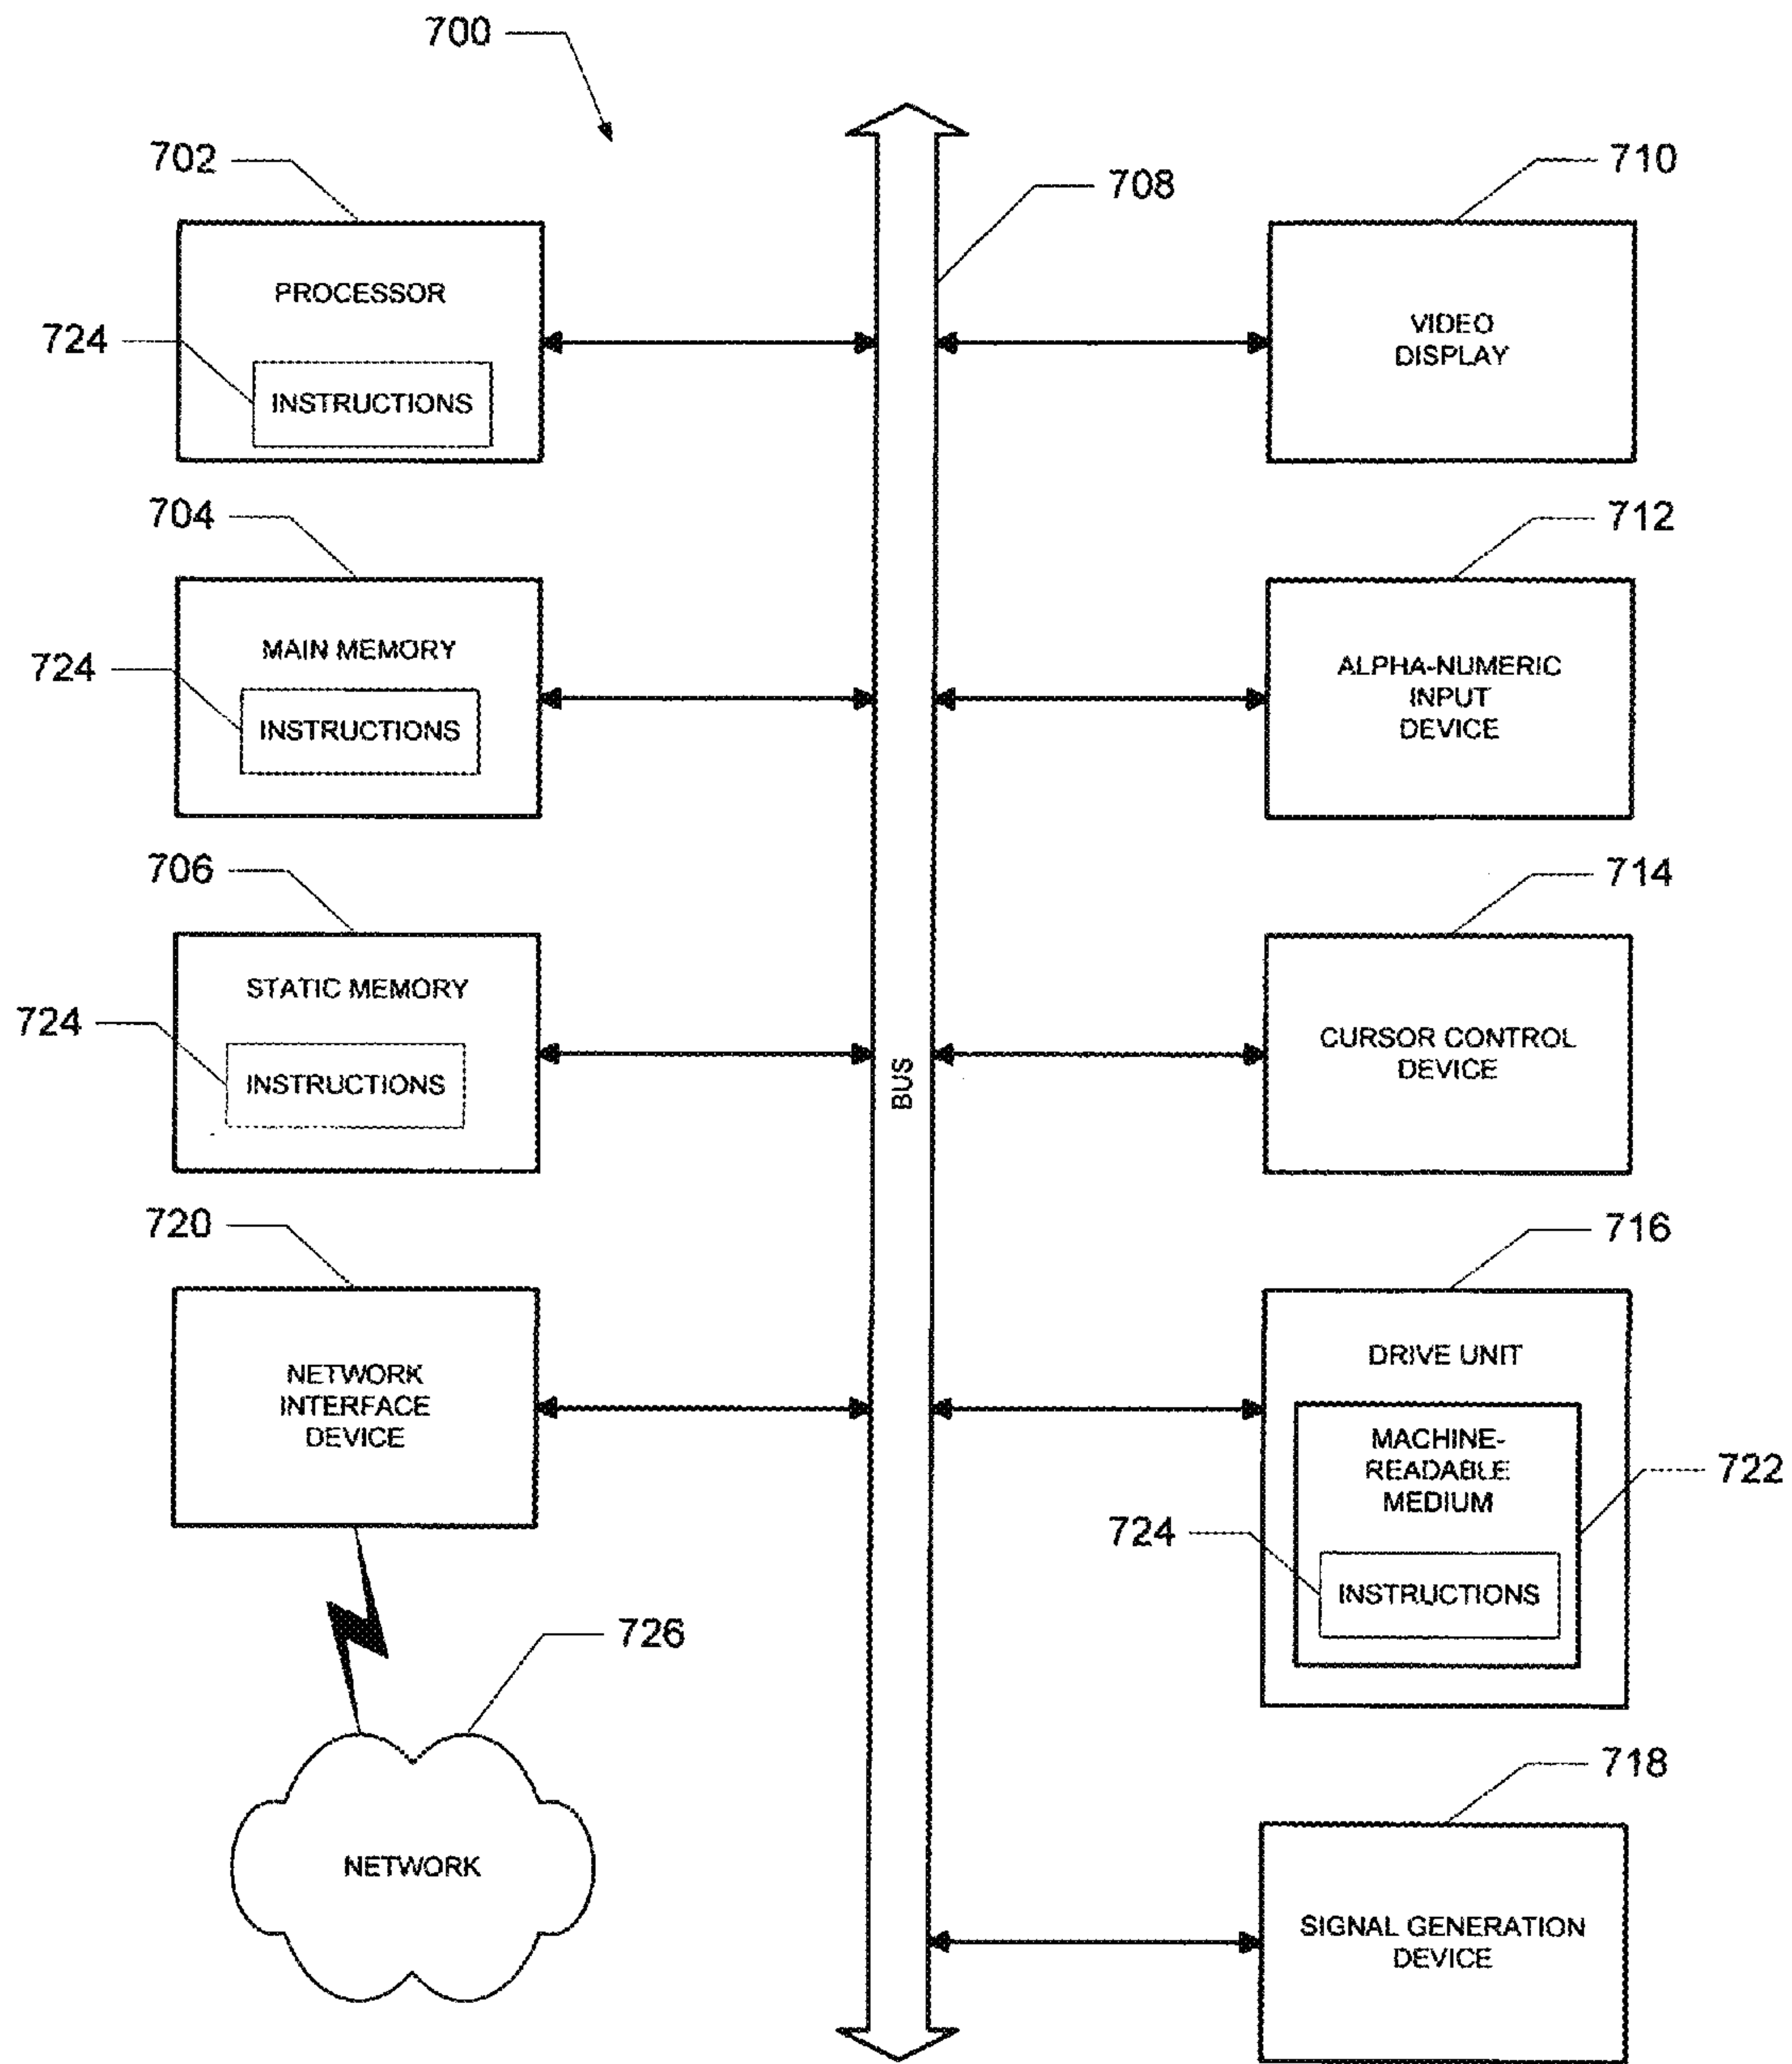 700
702
708
710
PROCESSOR
724
INSTRUCTIONS
VIDEO
DISPLAY
704
712
MAIN MEMORY
724
INSTRUCTIONS
ALPHA-NUMERIC
INPUT
DEVICE
706
714
STATIC MEMORY
724
INSTRUCTIONS
BUS
CURSOR CONTROL
DEVICE
720
716
NETWORK
INTERFACE
DEVICE
DRIVE UNIT
MACHINE-
READABLE
MEDIUM
722
724
INSTRUCTIONS
726
NETWORK
718
SIGNAL GENERATION
DEVICE